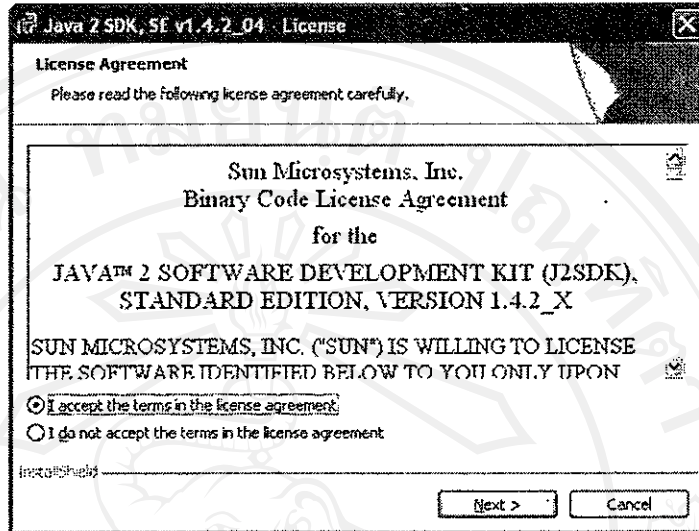 Java 2 SDK, SE v1.4.2_04 - License
License Agreement
Please read the following license agreement carefully.
Sun Microsystems, Inc.
Binary Code License Agreement
for the
JAVA™ 2 SOFTWARE DEVELOPMENT KIT (J2SDK),
STANDARD EDITION, VERSION 1.4.2_X
SUN MICROSYSTEMS, INC. ("SUN") IS WILLING TO LICENSE
THE SOFTWARE IDENTIFIED BELOW TO YOU ONLY UPON
I accept the terms in the license agreement
I do not accept the terms in the license agreement
InstallShield
Next >
Cancel